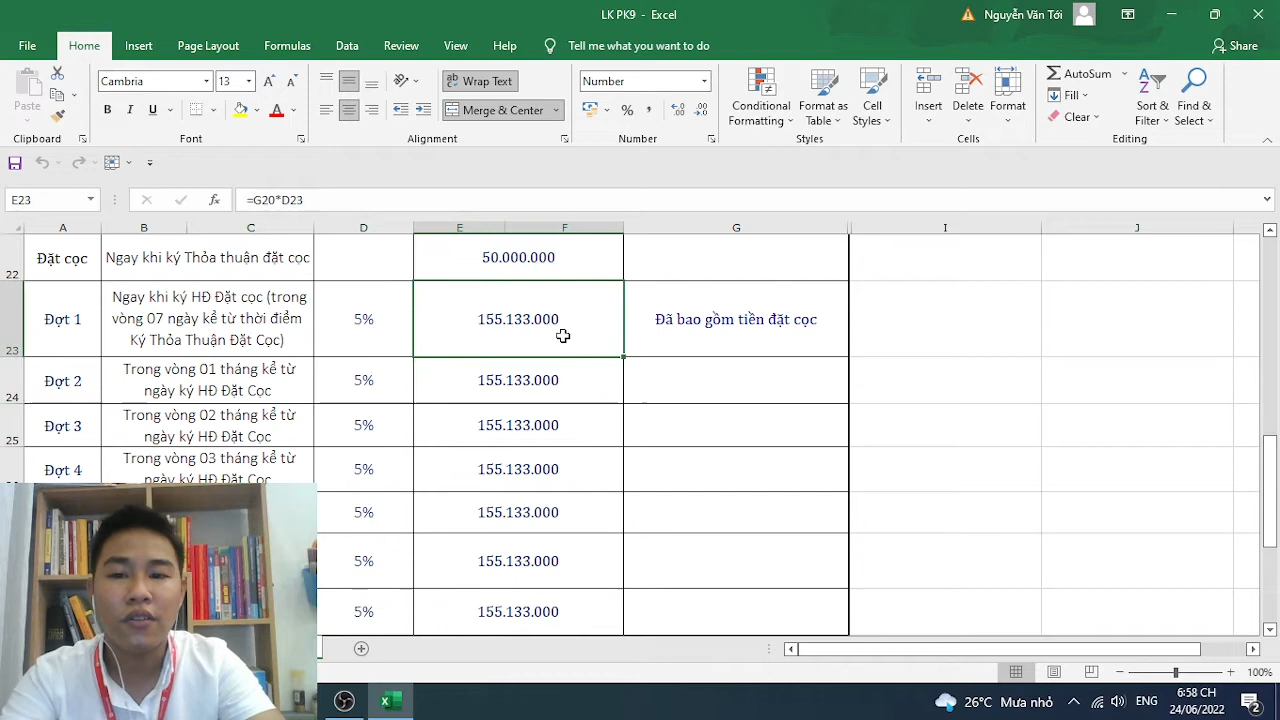 LK PK9 - Excel
Nguyễn Văn Tới
File Home Insert Page Layout Formulas Data Review View Help Tell me what you want to do Share
Paste
Cambria 13
B I U
Wrap Text
Merge & Center
Number
Conditional Formatting
Format as Table
Cell Styles
Insert Delete Format
AutoSum
Fill
Clear
Sort & Filter
Find & Select
Clipboard Font Alignment Number Styles Cells Editing
E23 fx =G20*D23
A B C D E F G I J
22 Đặt cọc Ngay khi ký Thỏa thuận đặt cọc 50.000.000
23 Đợt 1 Ngay khi ký HĐ Đặt cọc (trong
vòng 07 ngày kể từ thời điểm
Ký Thỏa Thuận Đặt Cọc) 5% 155.133.000 Đã bao gồm tiền đặt cọc
24 Đợt 2 Trong vòng 01 tháng kể từ
ngày ký HĐ Đặt Cọc 5% 155.133.000
25 Đợt 3 Trong vòng 02 tháng kể từ
ngày ký HĐ Đặt Cọc 5% 155.133.000
Đợt 4 Trong vòng 03 tháng kể từ
ngày ký HĐ Đặt Cọc 5% 155.133.000
5% 155.133.000
5% 155.133.000
5% 155.133.000
100%
26°C Mưa nhỏ ENG 6:58 CH
24/06/2022 2